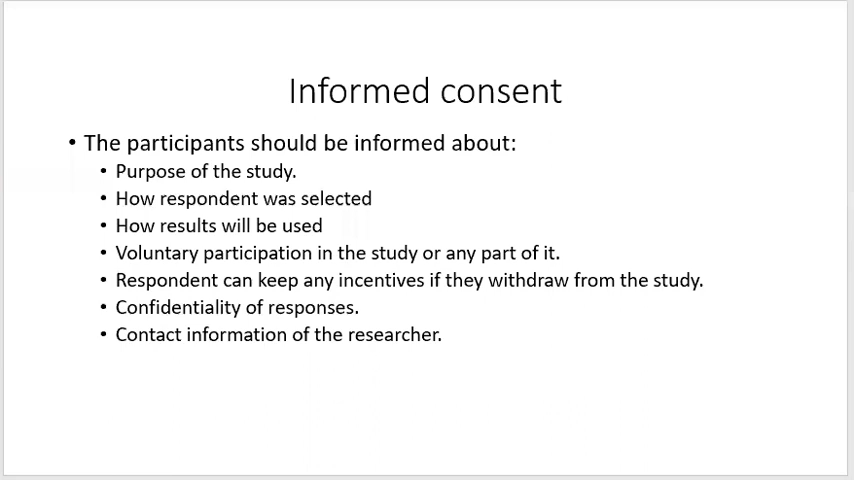 Informed consent
• The participants should be informed about:
• Purpose of the study.
• How respondent was selected
• How results will be used
• Voluntary participation in the study or any part of it.
• Respondent can keep any incentives if they withdraw from the study.
• Confidentiality of responses.
• Contact information of the researcher.